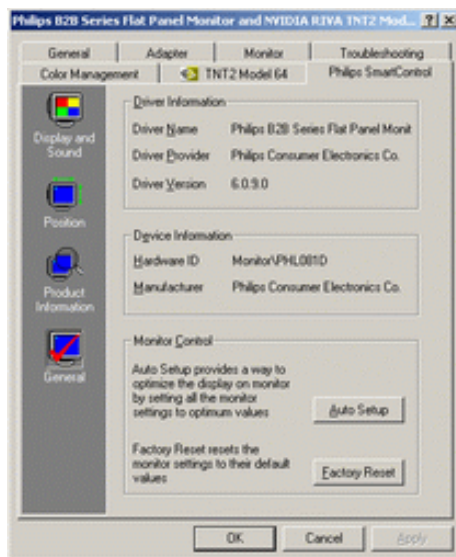 Philips B2B Series Flat Panel Monitor and NVIDIA RIVA TNT2 Mod...
General Adapter Monitor Troubleshooting
Color Management TNT2 Model 64 Philips SmartControl
Display and
Sound
Position
Product
Information
General
Driver Information
Driver Name Philips B2B Series Flat Panel Monit
Driver Provider Philips Consumer Electronics Co.
Driver Version 6.0.9.0
Device Information
Hardware ID Monitor\PHL081D
Manufacturer Philips Consumer Electronics Co.
Monitor Control
Auto Setup provides a way to
optimize the display on monitor
by setting all the monitor
settings to optimum values
Auto Setup
Factory Reset resets the
monitor settings to their default
values
Factory Reset
OK Cancel Apply